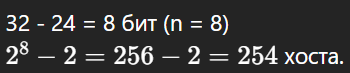 32 - 24 = 8 бит (n = 8)
2⁸ − 2 = 256 − 2 = 254 хоста.